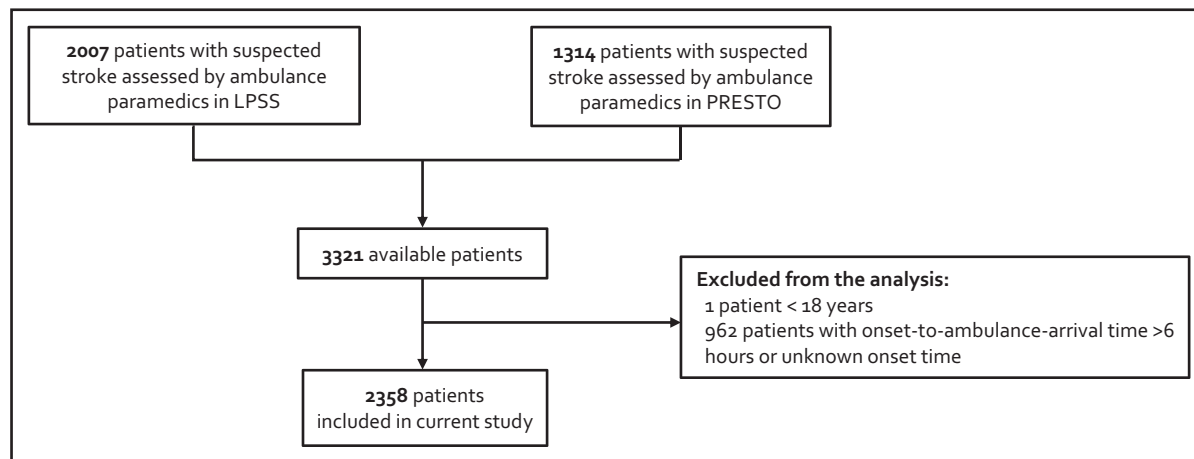 2007 patients with suspected
stroke assessed by ambulance
paramedics in LPSS
1314 patients with suspected
stroke assessed by ambulance
paramedics in PRESTO
3321 available patients
Excluded from the analysis:
1 patient < 18 years
962 patients with onset-to-ambulance-arrival time >6
hours or unknown onset time
2358 patients
included in current study